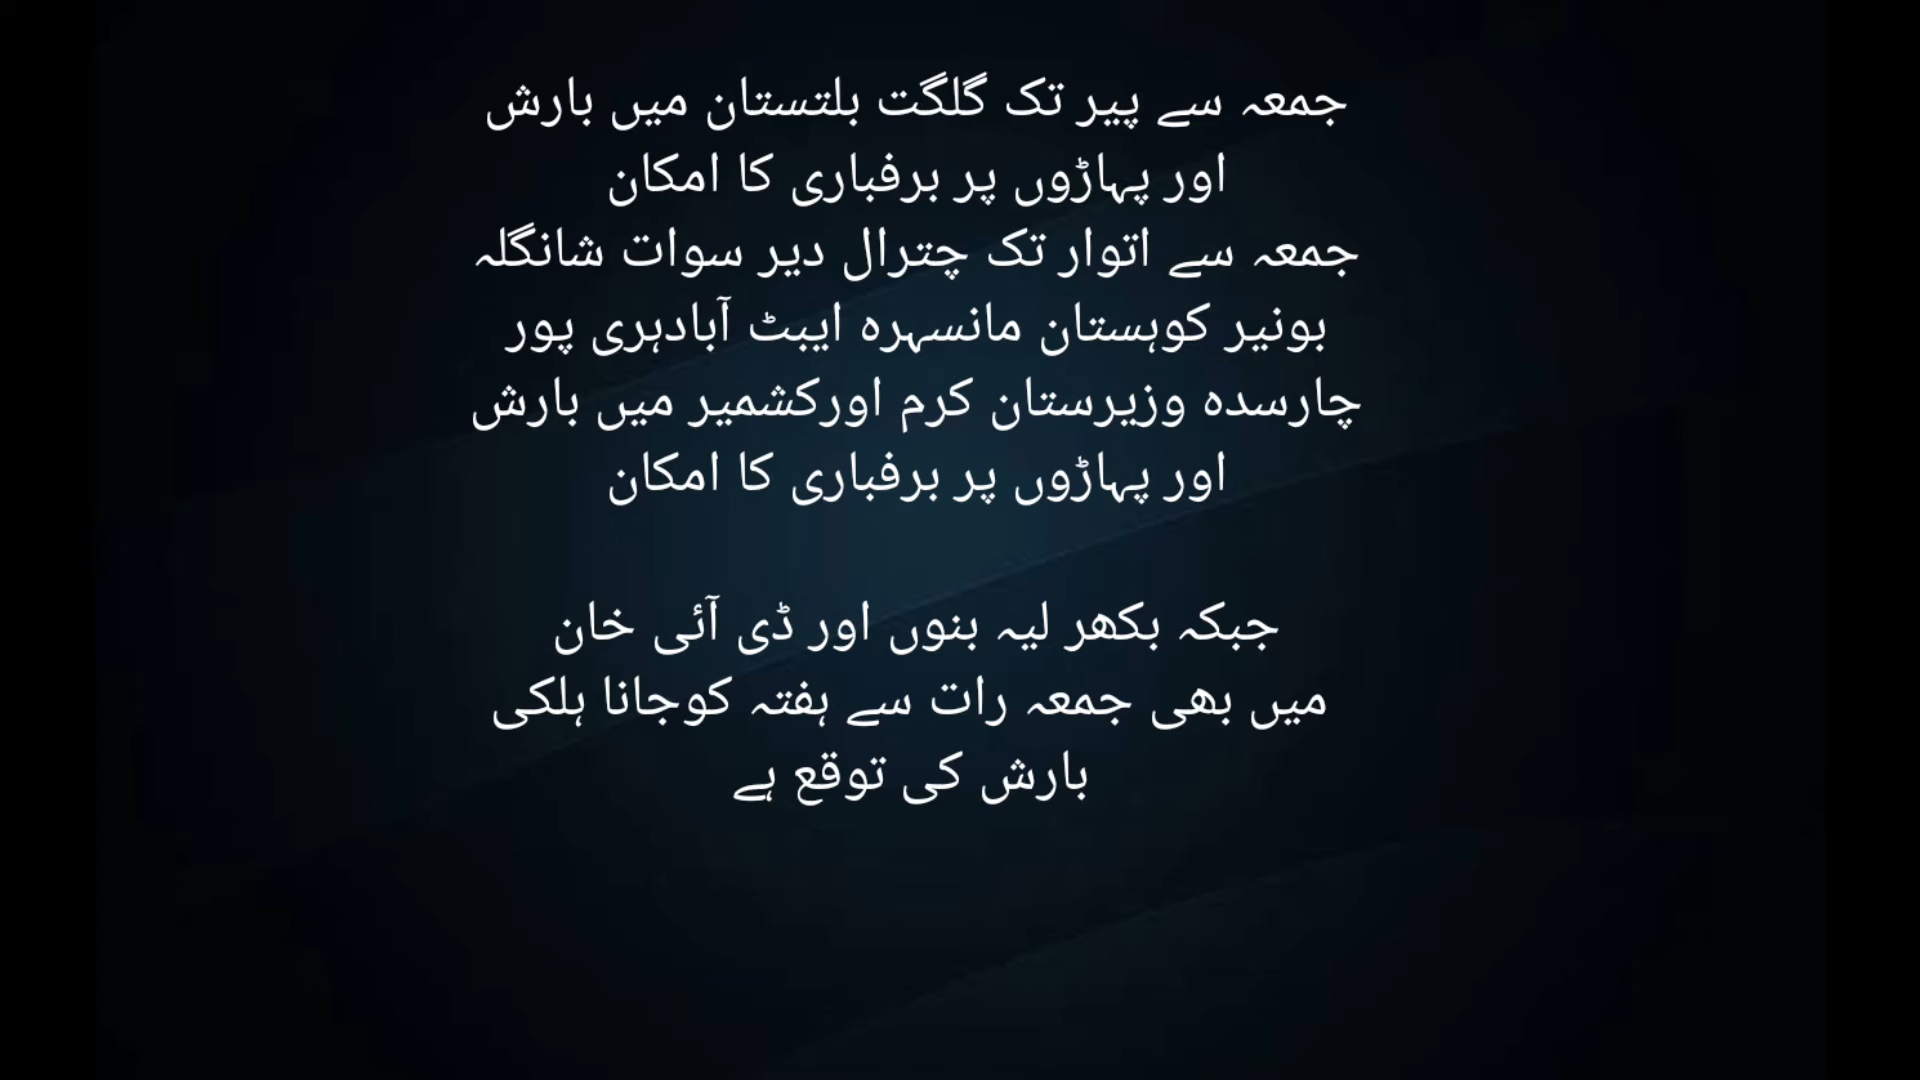 جمعہ سے پیر تک گلگت بلتستان میں بارش
اور پہاڑوں پر برفباری کا امکان
جمعہ سے اتوار تک چترال دیر سوات شانگلہ
بونیر کوہستان مانسہرہ ایبٹ آبادہری پور
چارسدہ وزیرستان کرم اورکشمیر میں بارش
اور پہاڑوں پر برفباری کا امکان
جبکہ بکھر لیہ بنوں اور ڈی آئی خان
میں بھی جمعہ رات سے ہفتہ کوجانا ہلکی
بارش کی توقع ہے